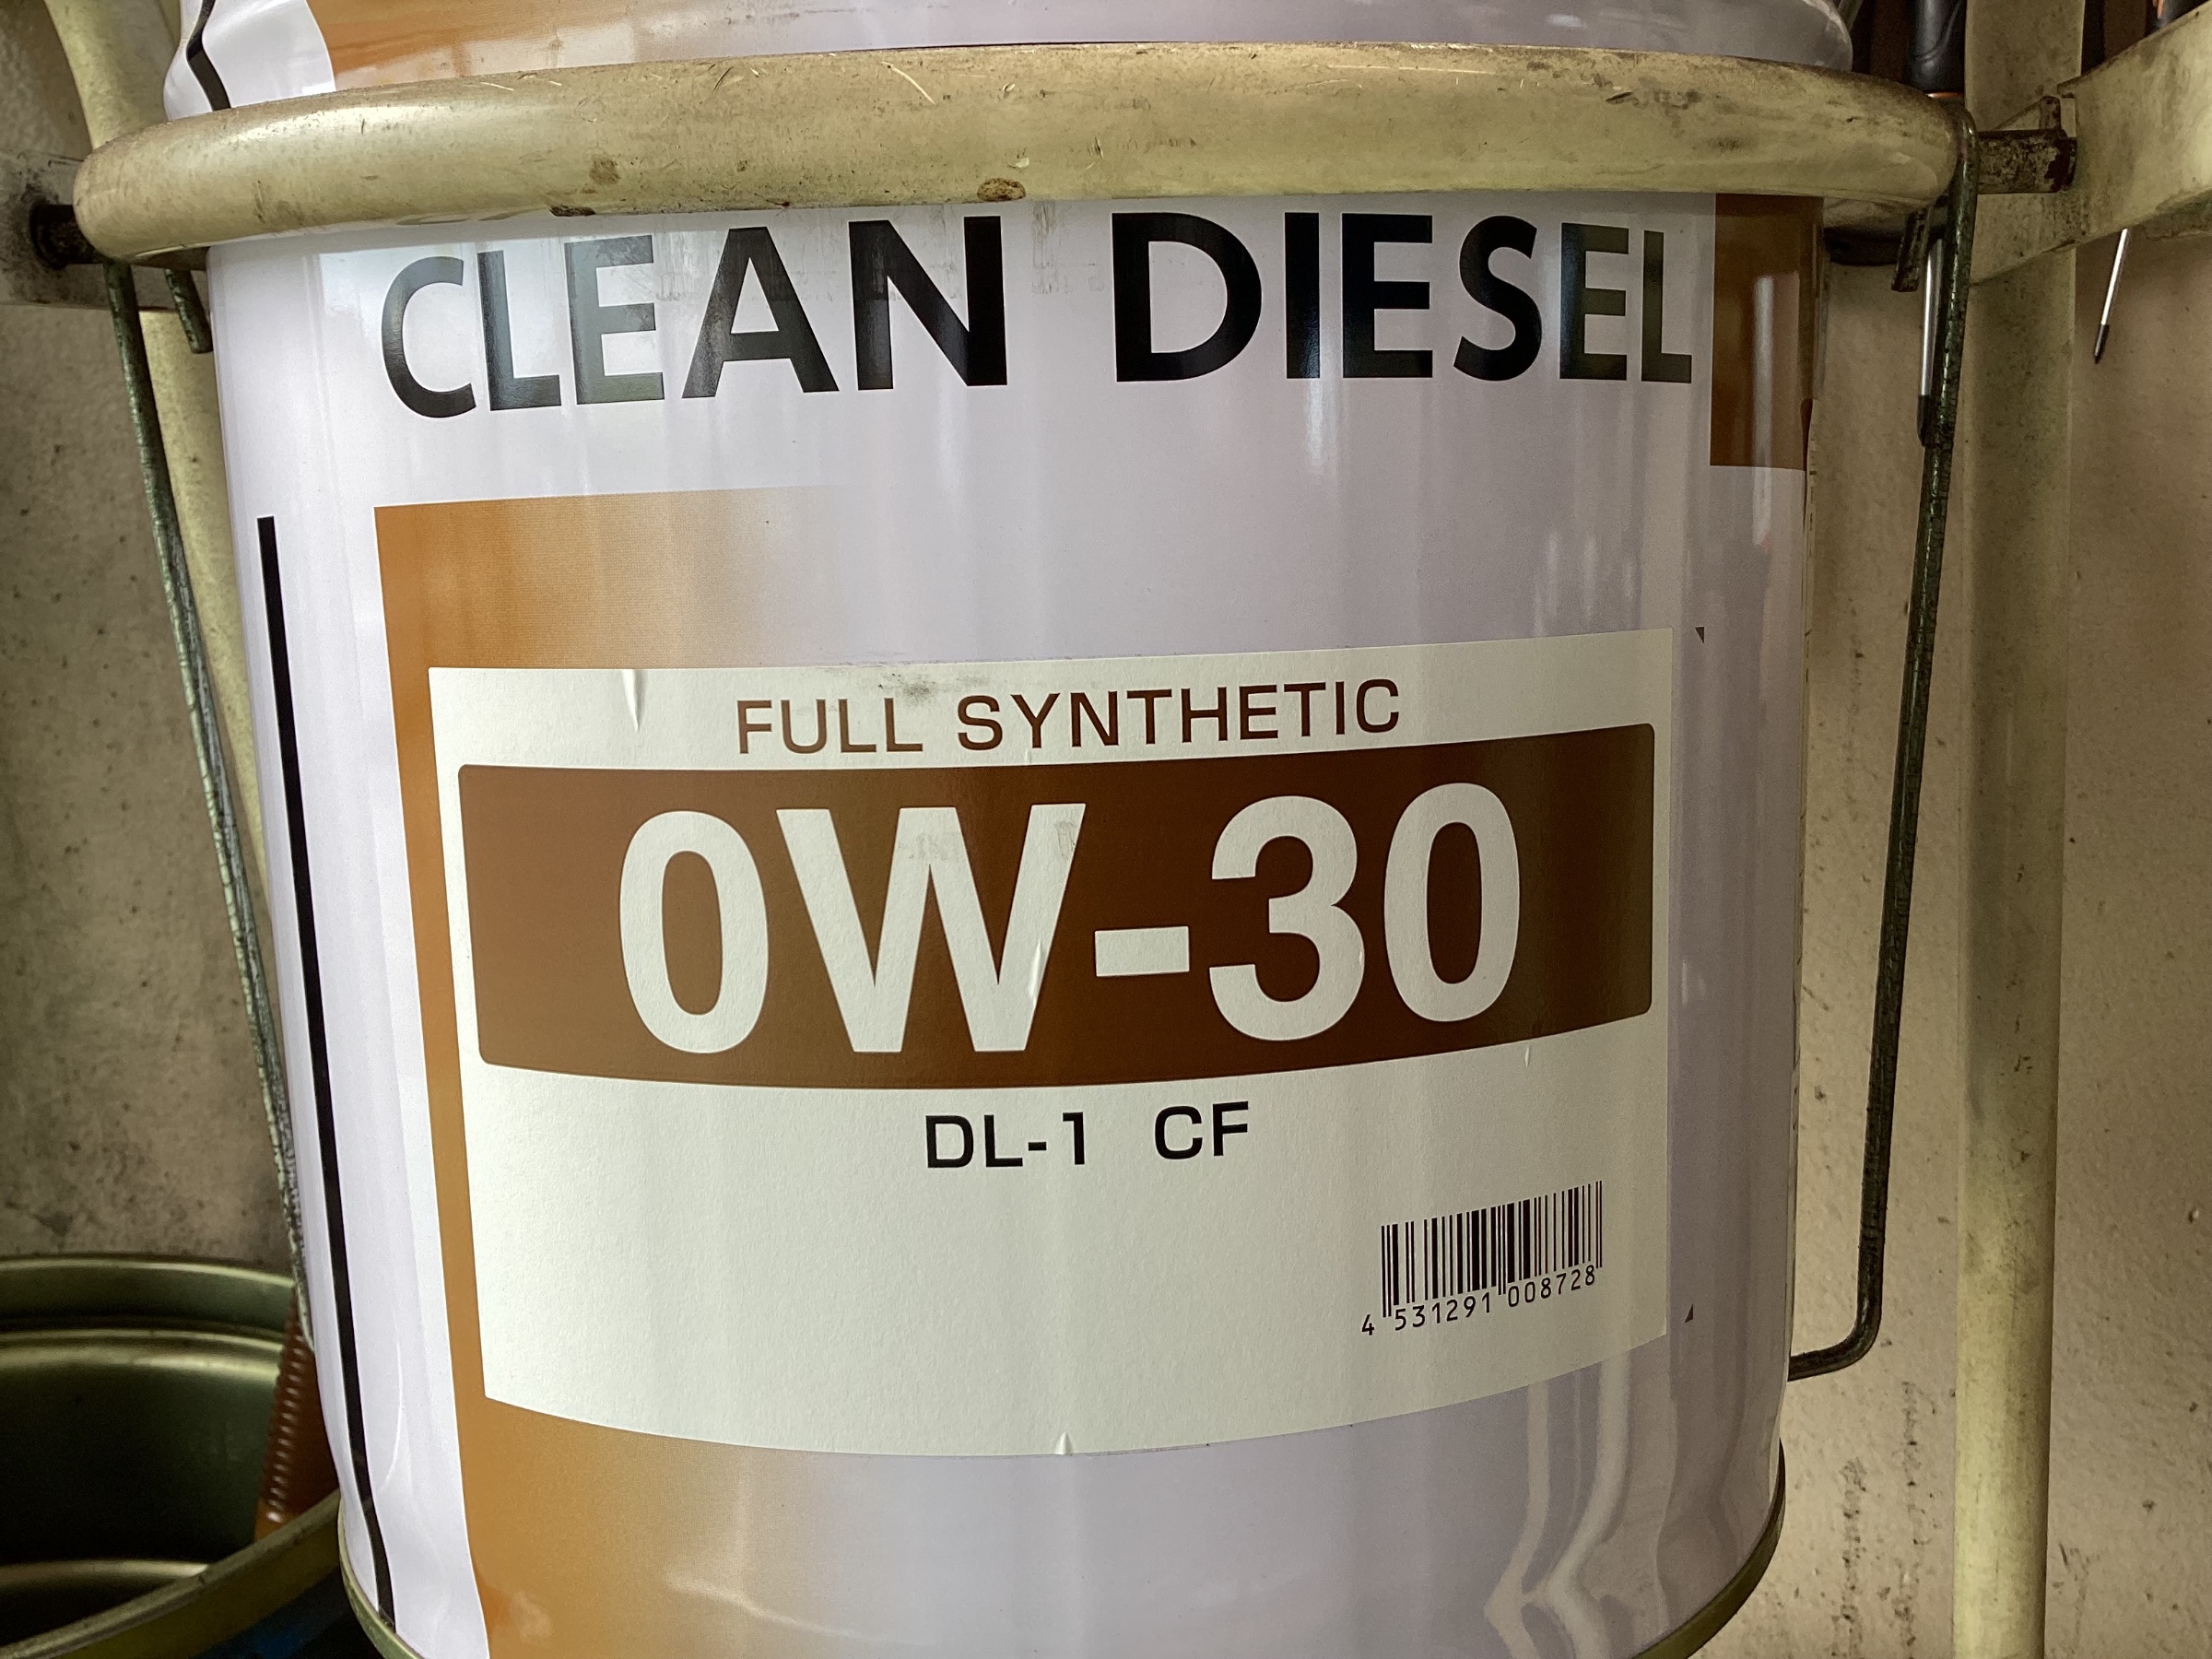 CLEAN DIESEL
FULL SYNTHETIC
0W-30
DL-1 CF
4 531291 008728